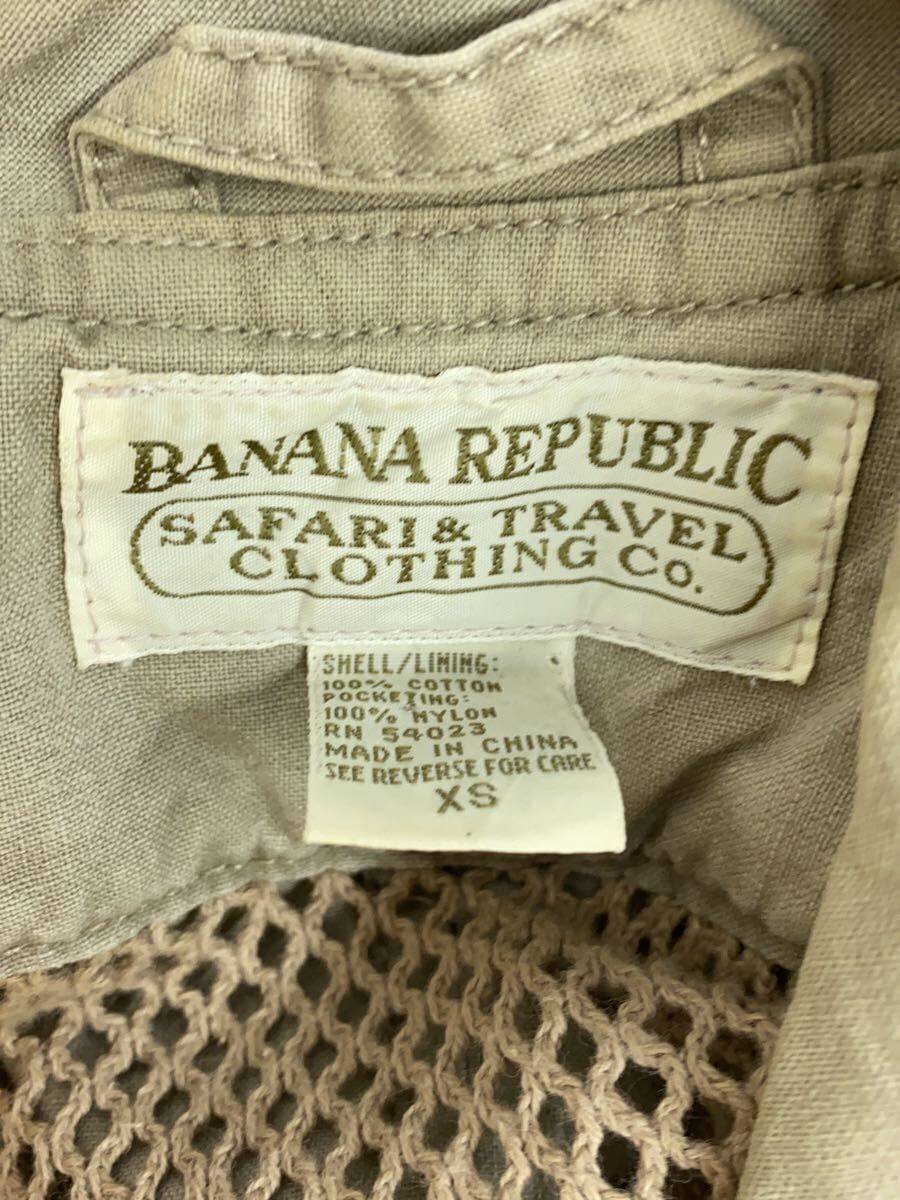 BANANA REPUBLIC
SAFARI & TRAVEL
CLOTHING CO.
SHELL/LINING:
100% COTTON
POCKETING:
100% NYLON
RN 54023
MADE IN CHINA
SEE REVERSE FOR CARE
XS